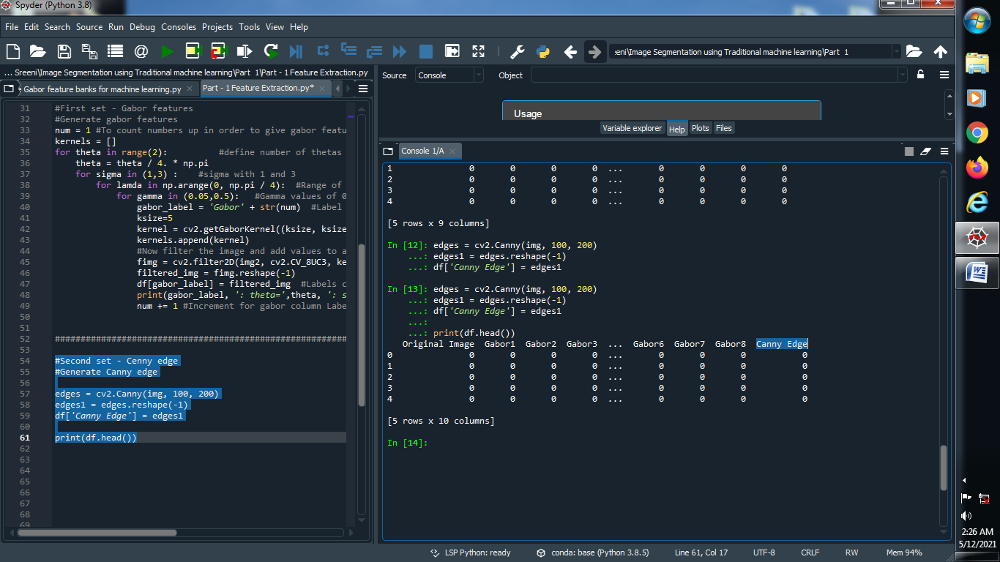 Spyder (Python 3.8)
File Edit Search Source Run Debug Consoles Projects Tools View Help
:eni\Image Segmentation using Traditional machine learning\Part 1
... Sreeni\Image Segmentation using Traditional machine learning\Part 1\Part - 1 Feature Extraction.py
Gabor feature banks for machine learning.py
Part - 1 Feature Extraction.py*
31 #First set - Gabor features
32 #Generate gabor features
33 num = 1 #To count numbers up in order to give gabor featu
34 kernels = []
35 for theta in range(2): #define number of thetas
36 theta = theta / 4. * np.pi
37 for sigma in (1,3) : #sigma with 1 and 3
38 for lamda in np.arange(0, np.pi / 4): #Range of
39 for gamma in (0.05,0.5): #Gamma values of 0
40 gabor_label = 'Gabor' + str(num) #Label
41 ksize=5
42 kernel = cv2.getGaborKernel((ksize, ksize
43 kernels.append(kernel)
44 #Now filter the image and add values to a
45 fimg = cv2.filter2D(img2, cv2.CV_8UC3, ke
46 filtered_img = fimg.reshape(-1)
47 df[gabor_label] = filtered_img #Labels c
48 print(gabor_label, ': theta=',theta, ': s
49 num += 1 #Increment for gabor column Labe
50
51
52 #########################################################
53
54 #Second set - Cenny edge
55 #Generate Canny edge
56
57 edges = cv2.Canny(img, 100, 200)
58 edges1 = edges.reshape(-1)
59 df['Canny Edge'] = edges1
60
61 print(df.head())
62
63
64
65
66
67
68
69
Source Console Object
Usage
Variable explorer Help Plots Files
Console 1/A
1 0 0 0 0 ... 0 0 0 0
2 0 0 0 0 ... 0 0 0 0
3 0 0 0 0 ... 0 0 0 0
4 0 0 0 0 ... 0 0 0 0
[5 rows x 9 columns]
In [12]: edges = cv2.Canny(img, 100, 200)
...: edges1 = edges.reshape(-1)
...: df['Canny Edge'] = edges1
In [13]: edges = cv2.Canny(img, 100, 200)
...: edges1 = edges.reshape(-1)
...: df['Canny Edge'] = edges1
...:
...: print(df.head())
Original Image Gabor1 Gabor2 Gabor3 ... Gabor6 Gabor7 Gabor8 Canny Edge
0 0 0 0 0 ... 0 0 0 0
1 0 0 0 0 ... 0 0 0 0
2 0 0 0 0 ... 0 0 0 0
3 0 0 0 0 ... 0 0 0 0
4 0 0 0 0 ... 0 0 0 0
[5 rows x 10 columns]
In [14]:
LSP Python: ready conda: base (Python 3.8.5) Line 61, Col 17 UTF-8 CRLF RW Mem 94%
2:26 AM
5/12/2021